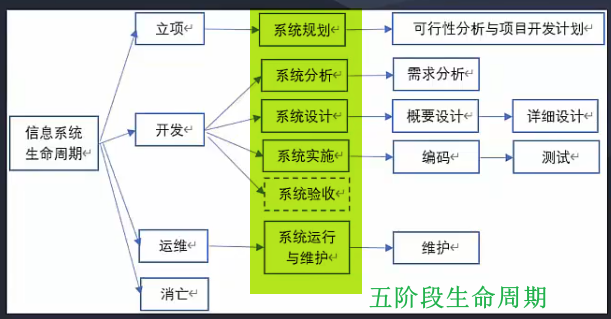 立项
系统规划
可行性分析与项目开发计划
系统分析
需求分析
信息系统
生命周期
开发
系统设计
概要设计
详细设计
系统实施
编码
测试
系统验收
运维
系统运行
与维护
维护
消亡
五阶段生命周期